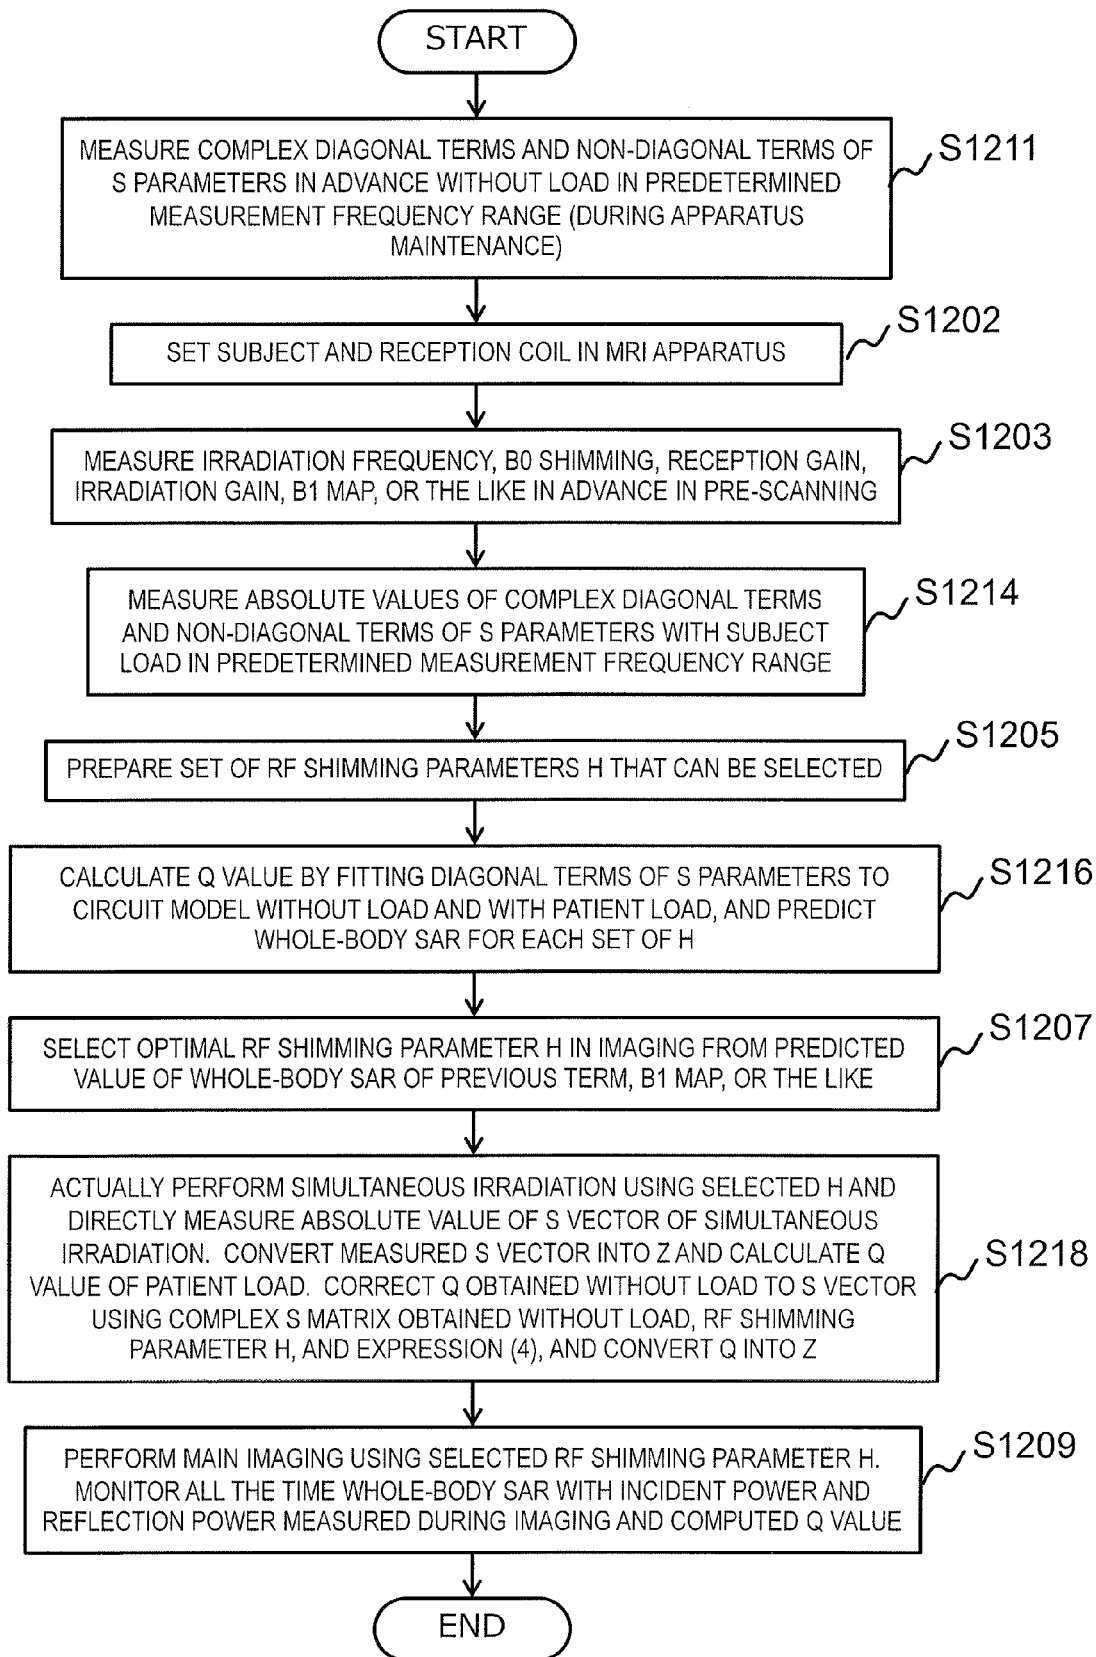 START
MEASURE COMPLEX DIAGONAL TERMS AND NON-DIAGONAL TERMS OF
S PARAMETERS IN ADVANCE WITHOUT LOAD IN PREDETERMINED
MEASUREMENT FREQUENCY RANGE (DURING APPARATUS
MAINTENANCE)
S1211
SET SUBJECT AND RECEPTION COIL IN MRI APPARATUS
S1202
MEASURE IRRADIATION FREQUENCY, B0 SHIMMING, RECEPTION GAIN,
IRRADIATION GAIN, B1 MAP, OR THE LIKE IN ADVANCE IN PRE-SCANNING
S1203
MEASURE ABSOLUTE VALUES OF COMPLEX DIAGONAL TERMS
AND NON-DIAGONAL TERMS OF S PARAMETERS WITH SUBJECT
LOAD IN PREDETERMINED MEASUREMENT FREQUENCY RANGE
S1214
PREPARE SET OF RF SHIMMING PARAMETERS H THAT CAN BE SELECTED
S1205
CALCULATE Q VALUE BY FITTING DIAGONAL TERMS OF S PARAMETERS TO
CIRCUIT MODEL WITHOUT LOAD AND WITH PATIENT LOAD, AND PREDICT
WHOLE-BODY SAR FOR EACH SET OF H
S1216
SELECT OPTIMAL RF SHIMMING PARAMETER H IN IMAGING FROM PREDICTED
VALUE OF WHOLE-BODY SAR OF PREVIOUS TERM, B1 MAP, OR THE LIKE
S1207
ACTUALLY PERFORM SIMULTANEOUS IRRADIATION USING SELECTED H AND
DIRECTLY MEASURE ABSOLUTE VALUE OF S VECTOR OF SIMULTANEOUS
IRRADIATION. CONVERT MEASURED S VECTOR INTO Z AND CALCULATE Q
VALUE OF PATIENT LOAD. CORRECT Q OBTAINED WITHOUT LOAD TO S VECTOR
USING COMPLEX S MATRIX OBTAINED WITHOUT LOAD, RF SHIMMING
PARAMETER H, AND EXPRESSION (4), AND CONVERT Q INTO Z
S1218
PERFORM MAIN IMAGING USING SELECTED RF SHIMMING PARAMETER H.
MONITOR ALL THE TIME WHOLE-BODY SAR WITH INCIDENT POWER AND
REFLECTION POWER MEASURED DURING IMAGING AND COMPUTED Q VALUE
S1209
END